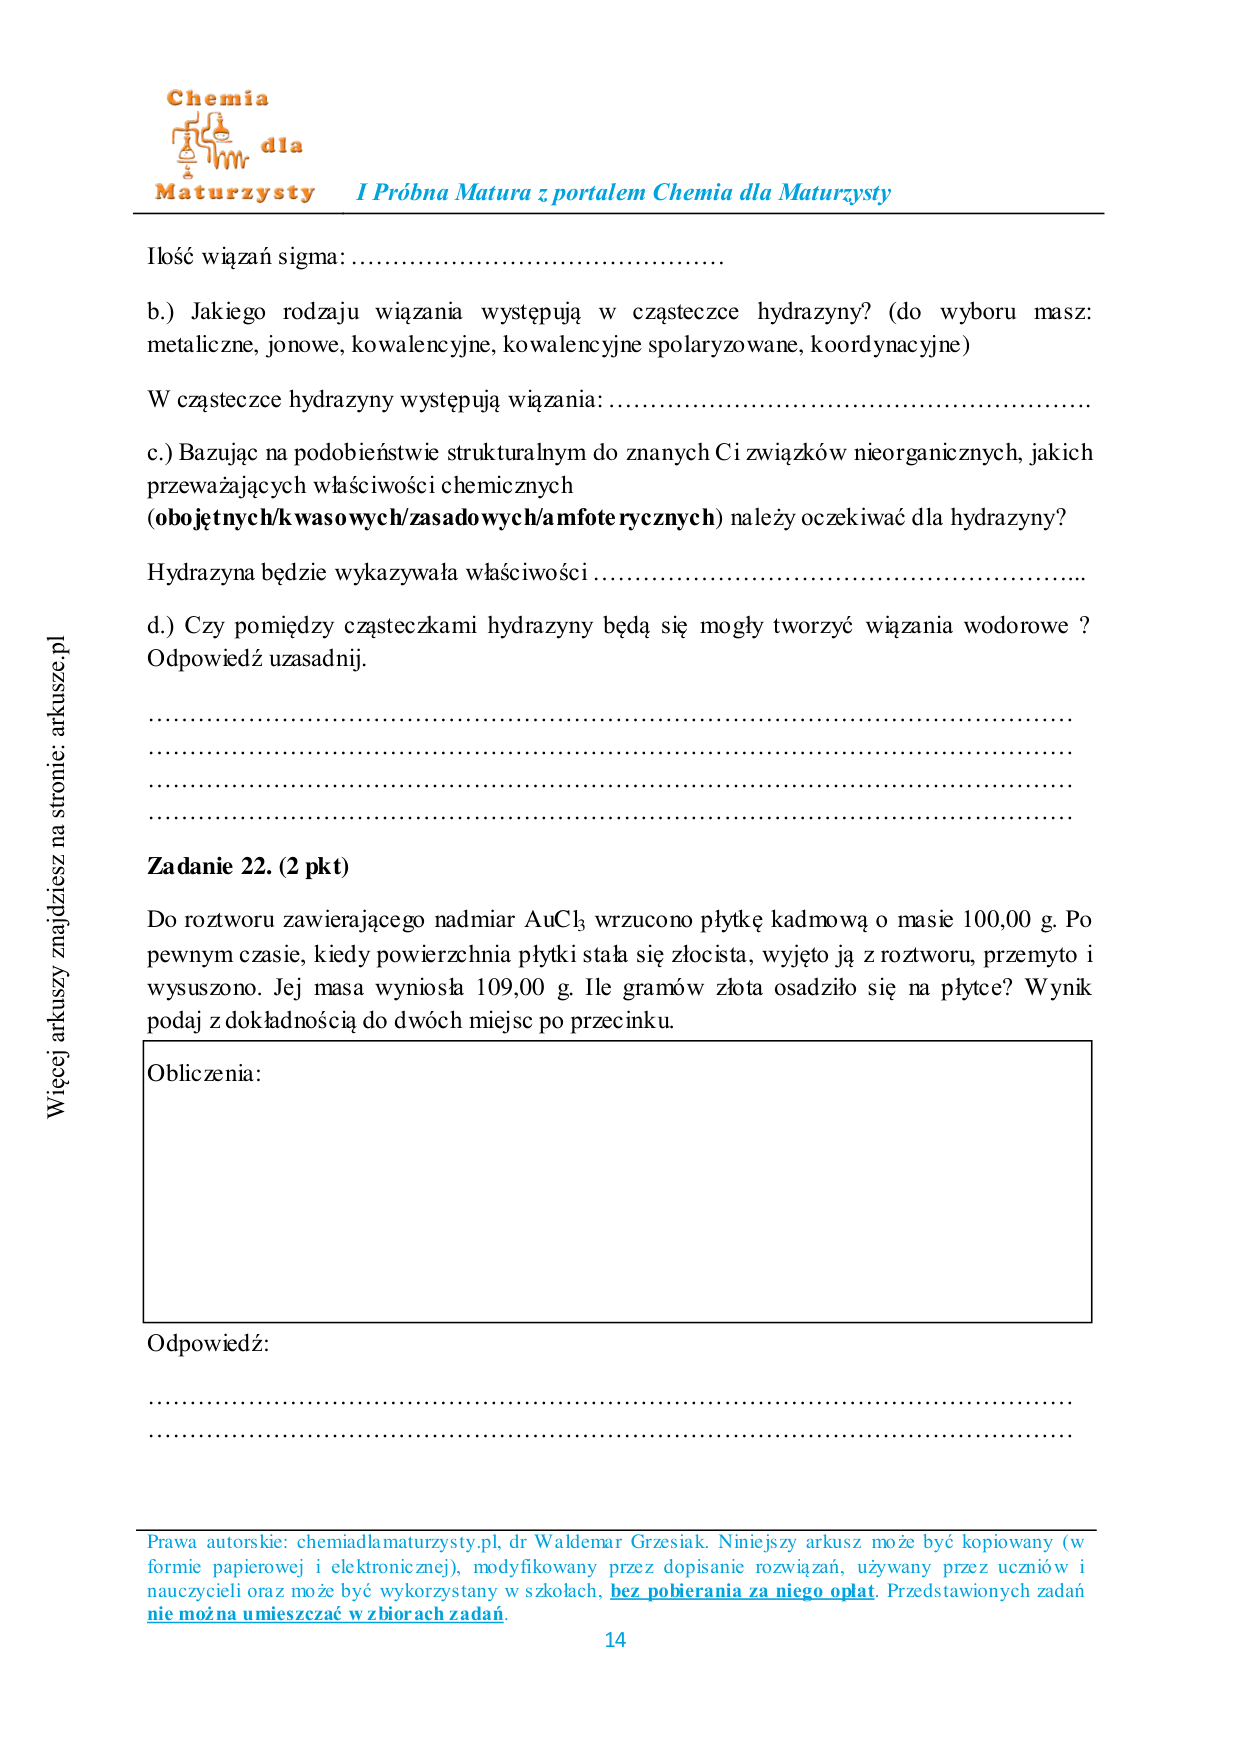 Chemia
dla
Maturzysty
I Próbna Matura z portalem Chemia dla Maturzysty
Ilość wiązań sigma: ………………………………………
b.) Jakiego rodzaju wiązania występują w cząsteczce hydrazyny? (do wyboru masz:
metaliczne, jonowe, kowalencyjne, kowalencyjne spolaryzowane, koordynacyjne)
W cząsteczce hydrazyny występują wiązania: ………………………………………………….
c.) Bazując na podobieństwie strukturalnym do znanych Ci związków nieorganicznych, jakich
przeważających właściwości chemicznych
(obojętnych/kwasowych/zasadowych/amfoterycznych) należy oczekiwać dla hydrazyny?
Hydrazyna będzie wykazywała właściwości …………………………………………………...
d.) Czy pomiędzy cząsteczkami hydrazyny będą się mogły tworzyć wiązania wodorowe ?
Odpowiedź uzasadnij.
…………………………………………………………………………………………………
…………………………………………………………………………………………………
…………………………………………………………………………………………………
…………………………………………………………………………………………………
Zadanie 22. (2 pkt)
Do roztworu zawierającego nadmiar AuCl₃ wrzucono płytkę kadmową o masie 100,00 g. Po
pewnym czasie, kiedy powierzchnia płytki stała się złocista, wyjęto ją z roztworu, przemyto i
wysuszono. Jej masa wyniosła 109,00 g. Ile gramów złota osadziło się na płytce? Wynik
podaj z dokładnością do dwóch miejsc po przecinku.
Obliczenia:
Odpowiedź:
…………………………………………………………………………………………………
…………………………………………………………………………………………………
Prawa autorskie: chemiadlamaturzysty.pl, dr Waldemar Grzesiak. Niniejszy arkusz może być kopiowany (w
formie papierowej i elektronicznej), modyfikowany przez dopisanie rozwiązań, używany przez uczniów i
nauczycieli oraz może być wykorzystany w szkołach, bez pobierania za niego opłat. Przedstawionych zadań
nie można umieszczać w zbiorach zadań.
14
Więcej arkuszy znajdziesz na stronie: arkusze.pl